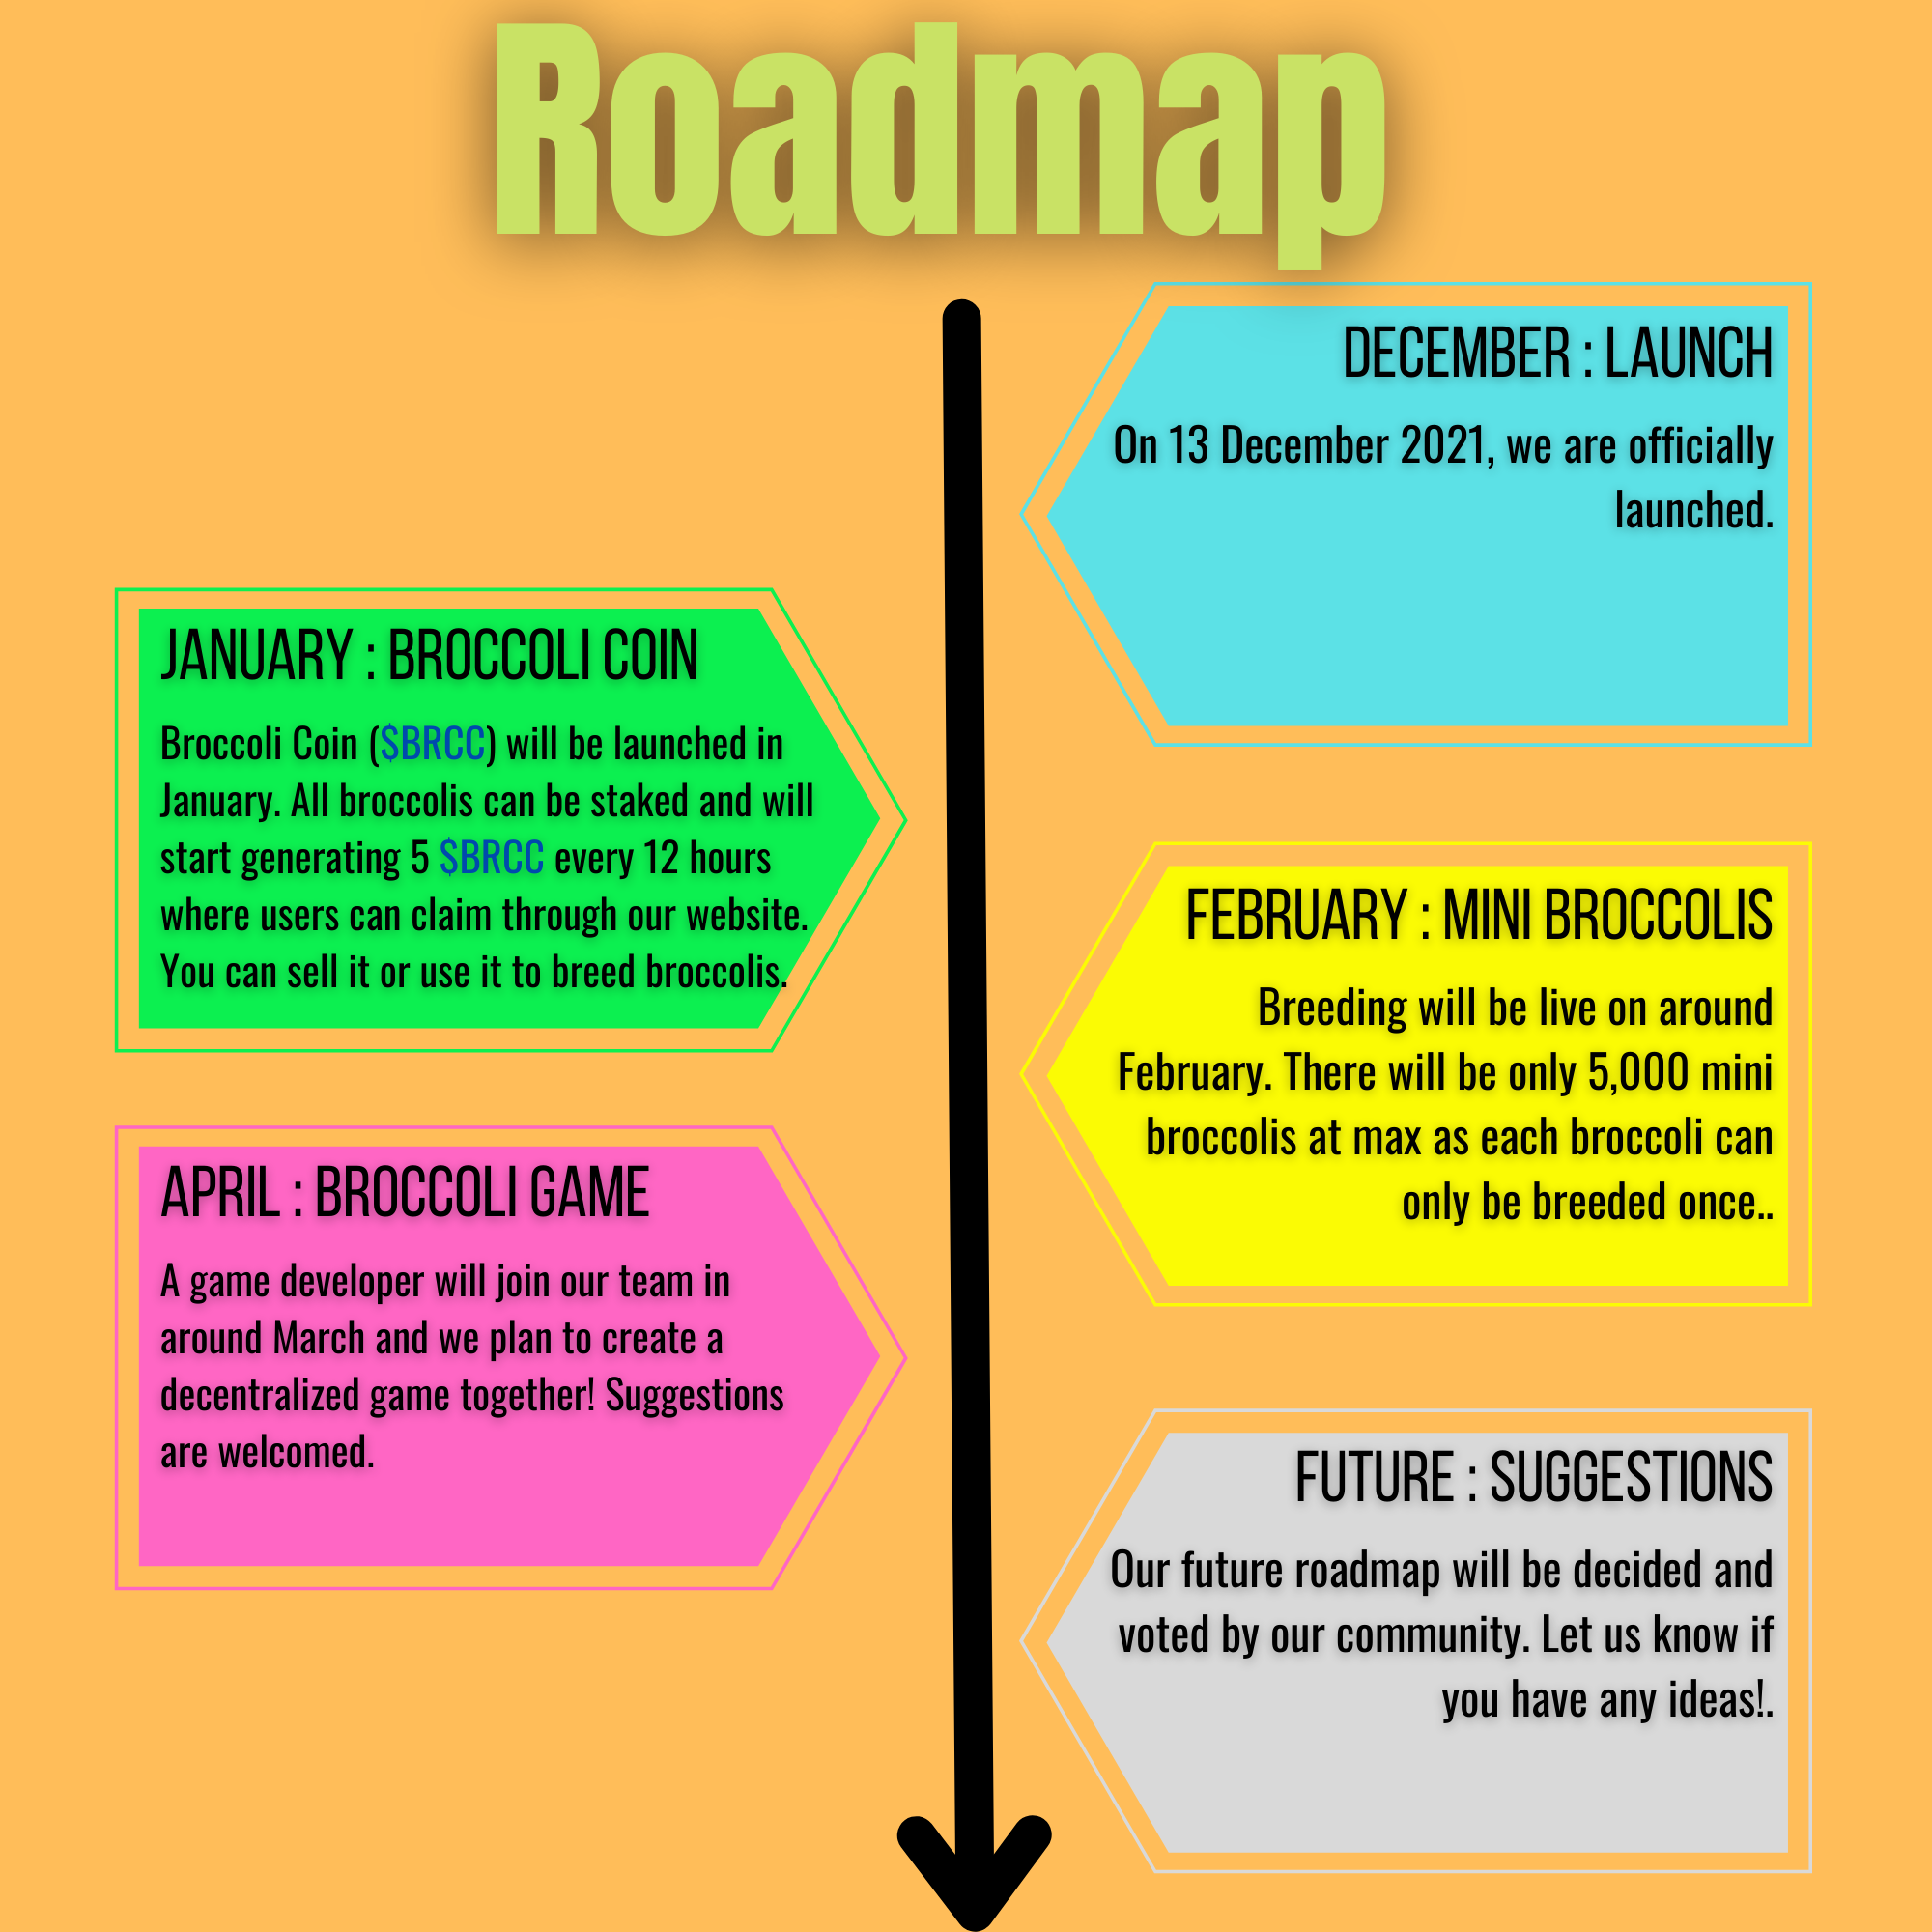 Roadmap
DECEMBER : LAUNCH
On 13 December 2021, we are officially
launched.
JANUARY : BROCCOLI COIN
Broccoli Coin ($BRCC) will be launched in
January. All broccolis can be staked and will
start generating 5 $BRCC every 12 hours
where users can claim through our website.
You can sell it or use it to breed broccolis.
FEBRUARY : MINI BROCCOLIS
Breeding will be live on around
February. There will be only 5,000 mini
broccolis at max as each broccoli can
only be breeded once..
APRIL : BROCCOLI GAME
A game developer will join our team in
around March and we plan to create a
decentralized game together! Suggestions
are welcomed.
FUTURE : SUGGESTIONS
Our future roadmap will be decided and
voted by our community. Let us know if
you have any ideas!.